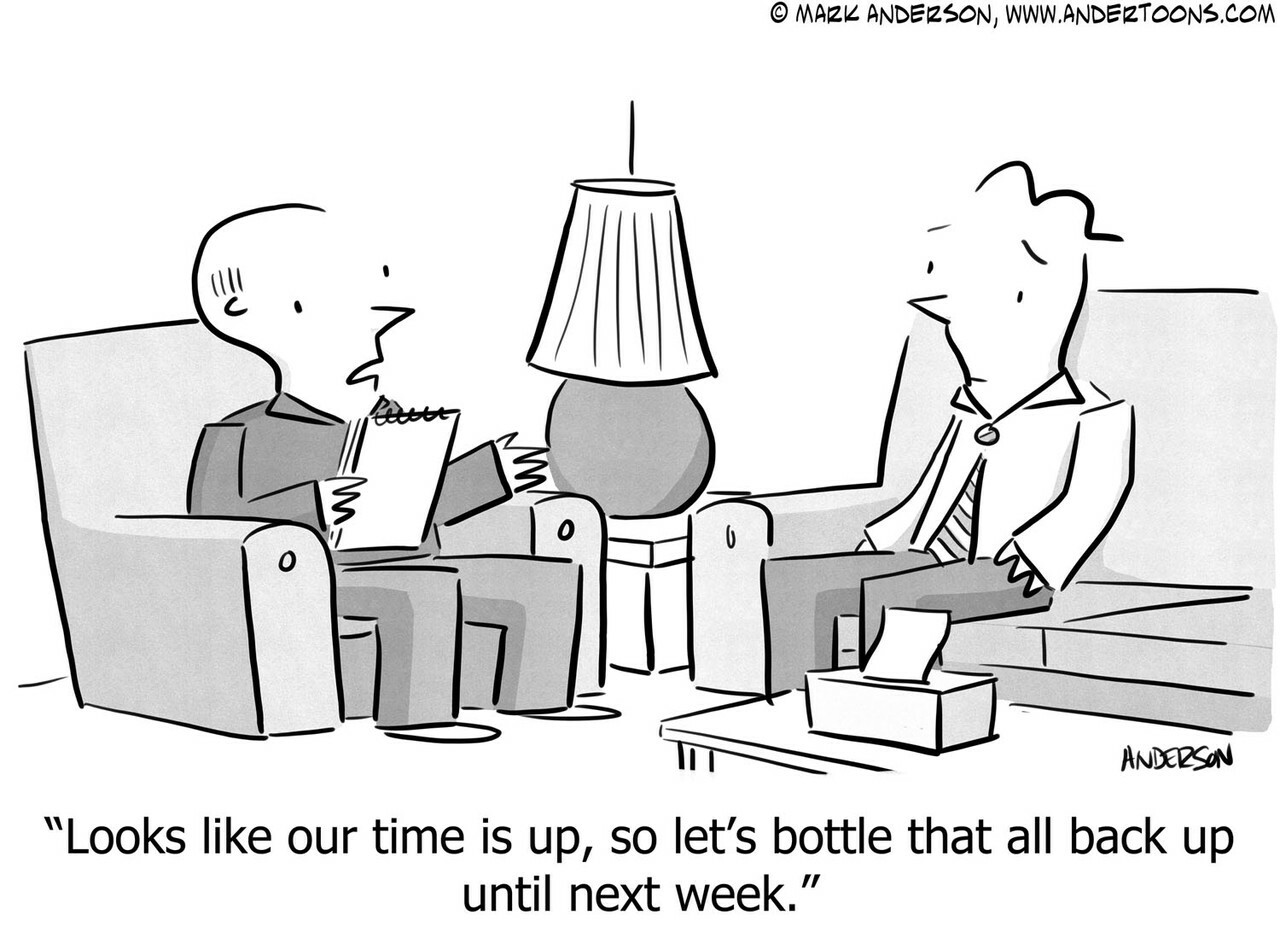 © MARK ANDERSON, WWW.ANDERTOONS.COM
ANDERSON
“Looks like our time is up, so let’s bottle that all back up
until next week.”